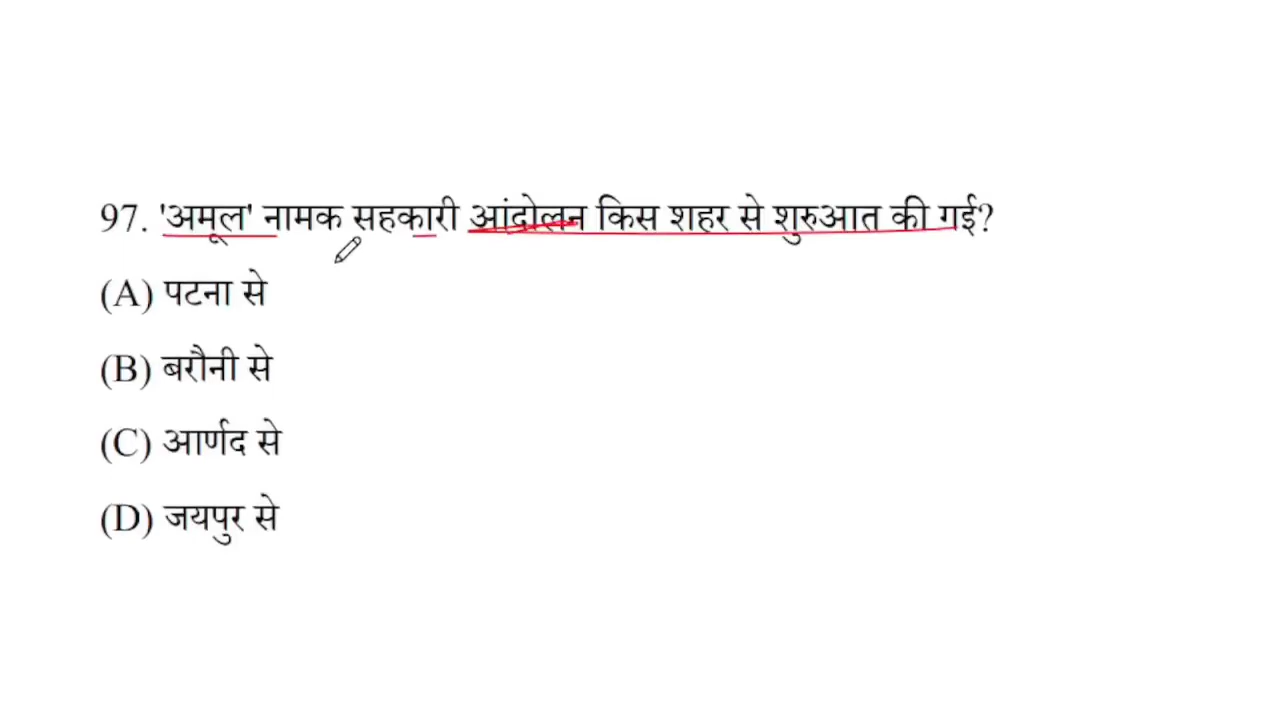 97. 'अमूल' नामक सहकारी आंदोलन किस शहर से शुरुआत की गई?
(A) पटना से
(B) बरौनी से
(C) आर्णद से
(D) जयपुर से